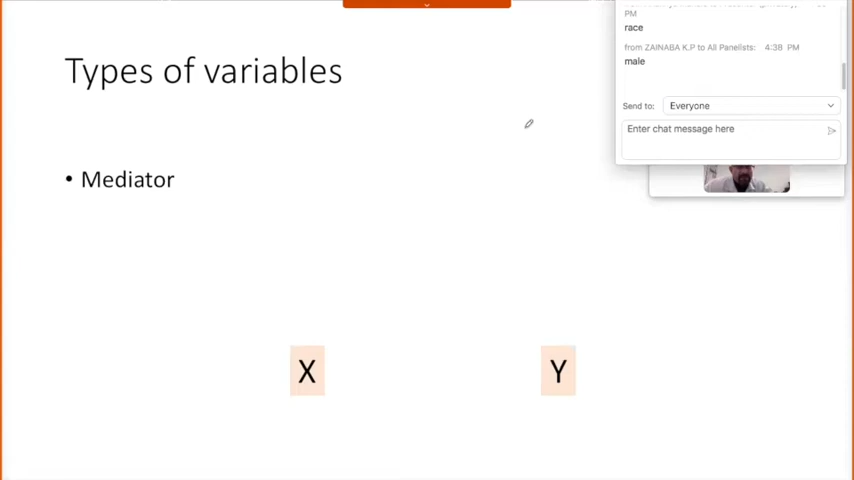 Types of variables
• Mediator
X Y
PM
race
from ZAINABA K.P to All Panelists: 4:38 PM
male
Send to: Everyone
Enter chat message here